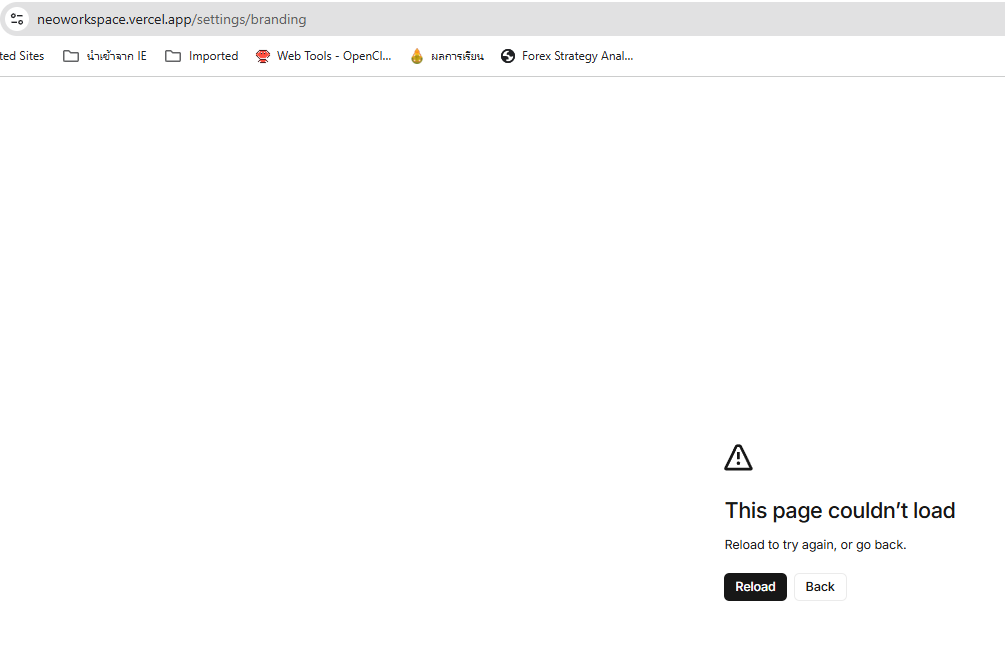 neoworkspace.vercel.app/settings/branding
ted Sites นำเข้าจาก IE Imported Web Tools - OpenCl... ผลการเรียน Forex Strategy Anal...
This page couldn’t load
Reload to try again, or go back.
Reload Back